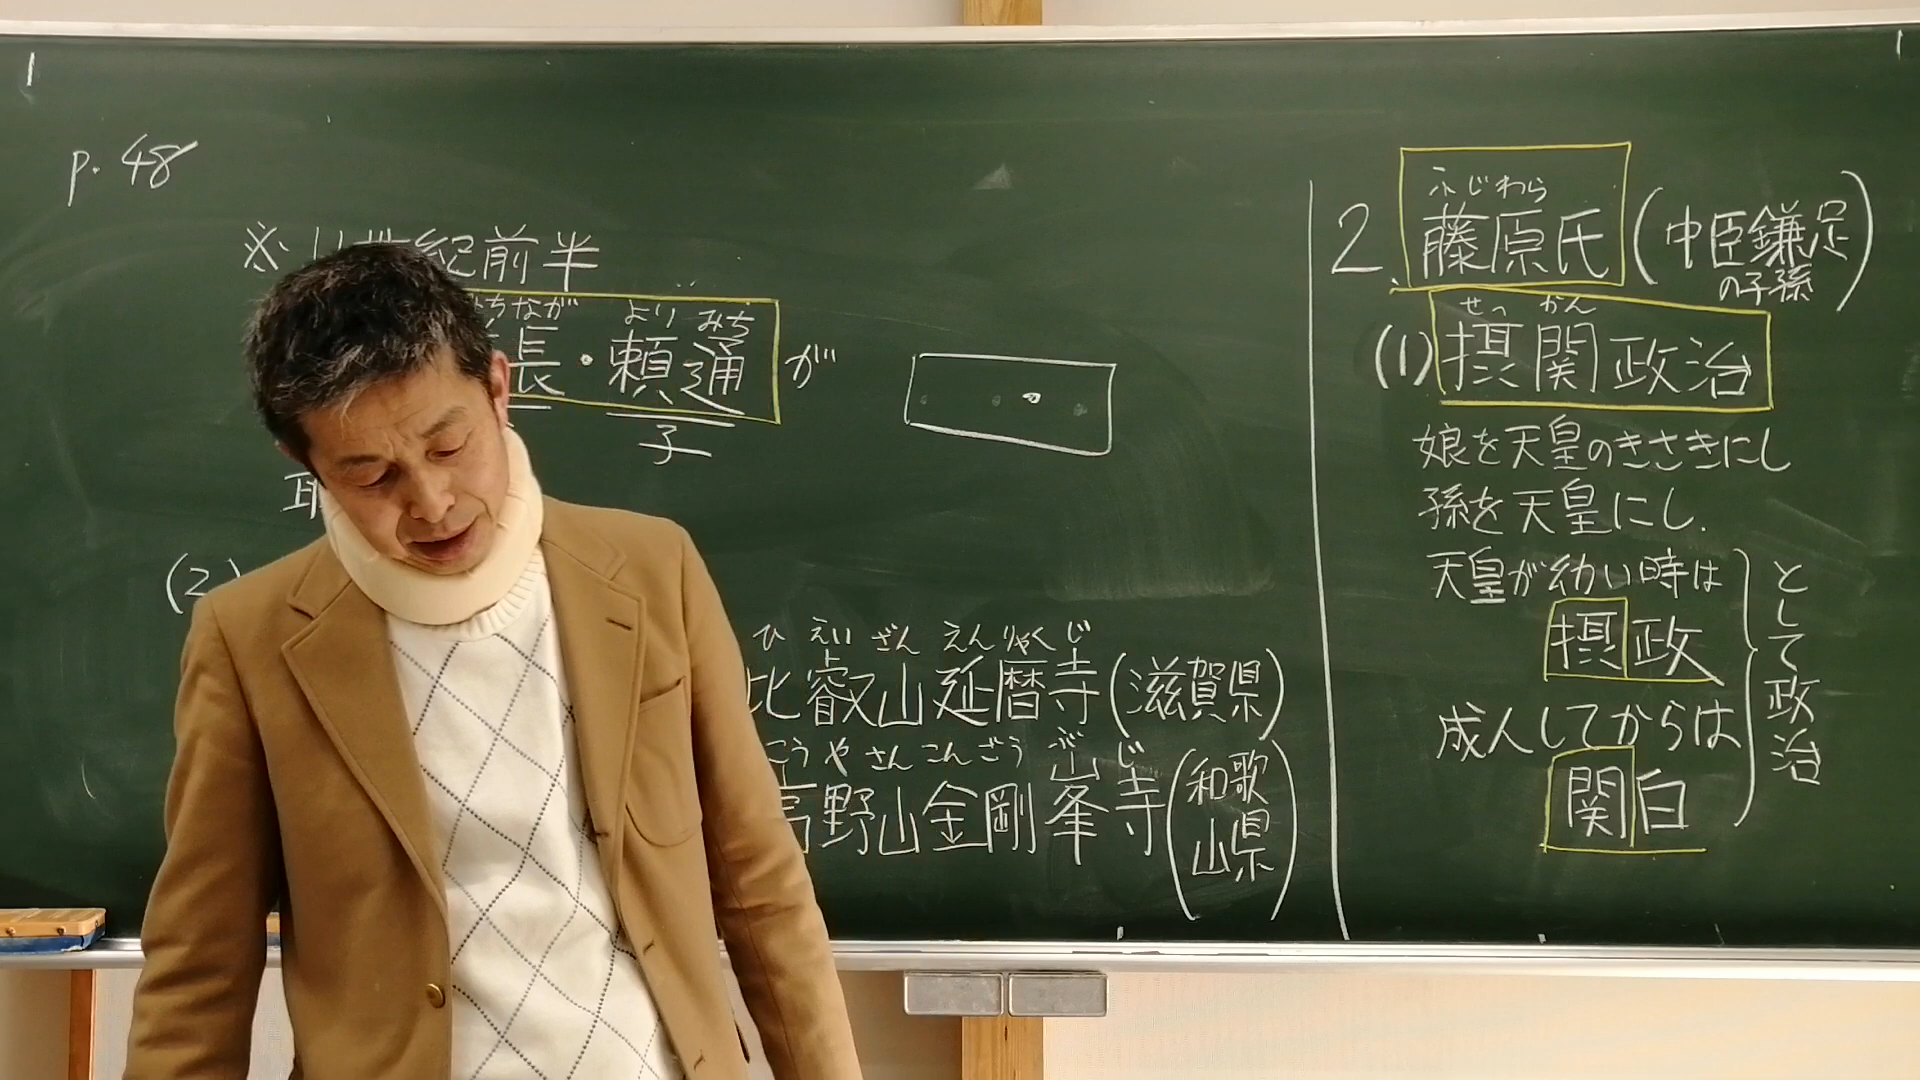 p. 48
2. 藤原氏 (中臣鎌足の子孫)
ふじわら
(1) 摂関政治
せっかん
娘を天皇のきさきにし
孫を天皇にし.
天皇が幼い時は
摂政
成人してからは
関白
として政治
※ 11世紀前半
ちなが よりみち
長・頼通 が
子
(2)
ひえいざんえんりゃくじ
比叡山延暦寺 (滋賀県)
こうやさんこんごうぶじ
高野山金剛峯寺 (和歌山県)